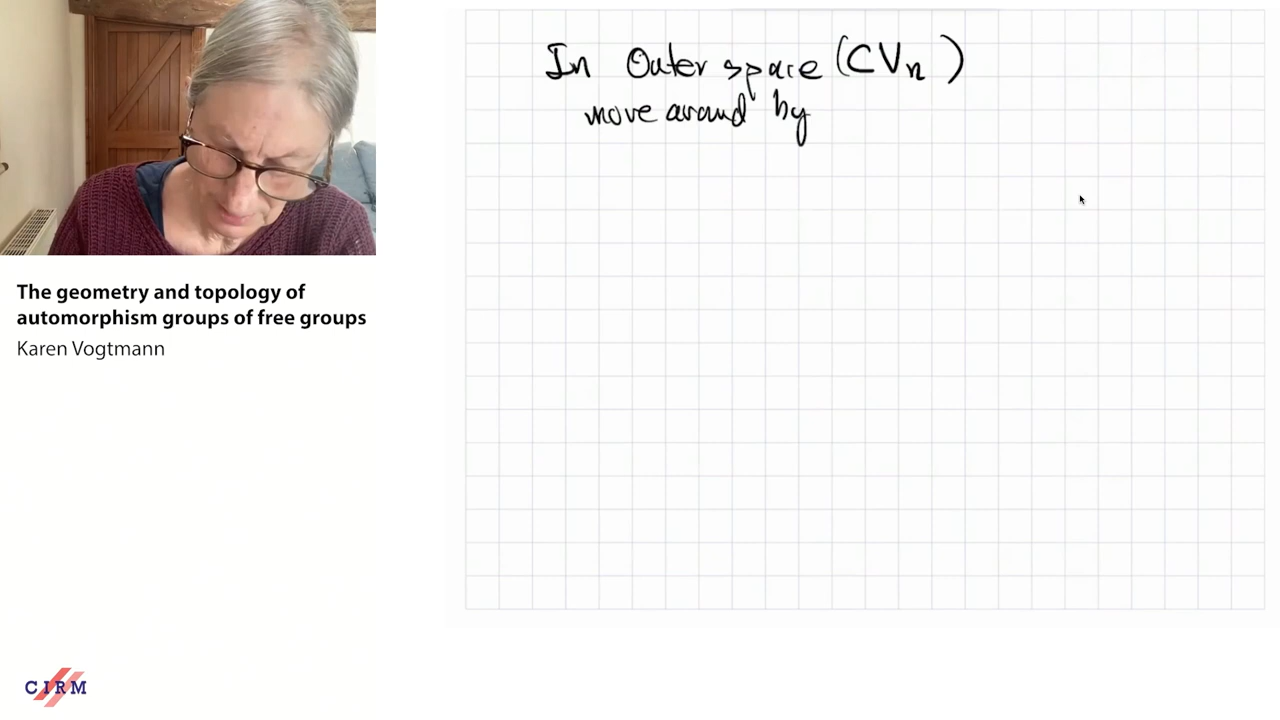 In Outer space (CVn)
move around by
The geometry and topology of
automorphism groups of free groups
Karen Vogtmann
CIRM